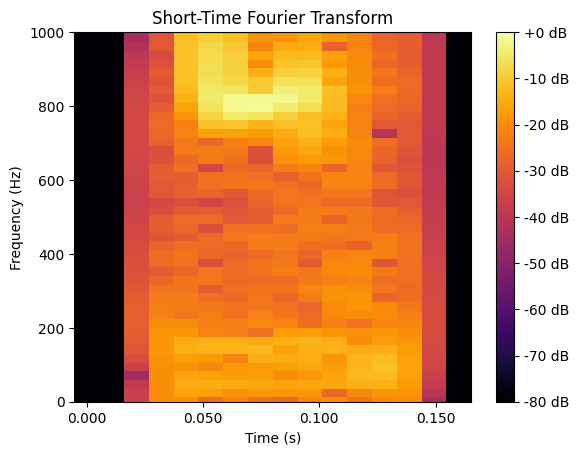 Short-Time Fourier Transform
1000
800
600
400
200
0
Frequency (Hz)
0.000
0.050
0.100
0.150
Time (s)
+0 dB
-10 dB
-20 dB
-30 dB
-40 dB
-50 dB
-60 dB
-70 dB
-80 dB